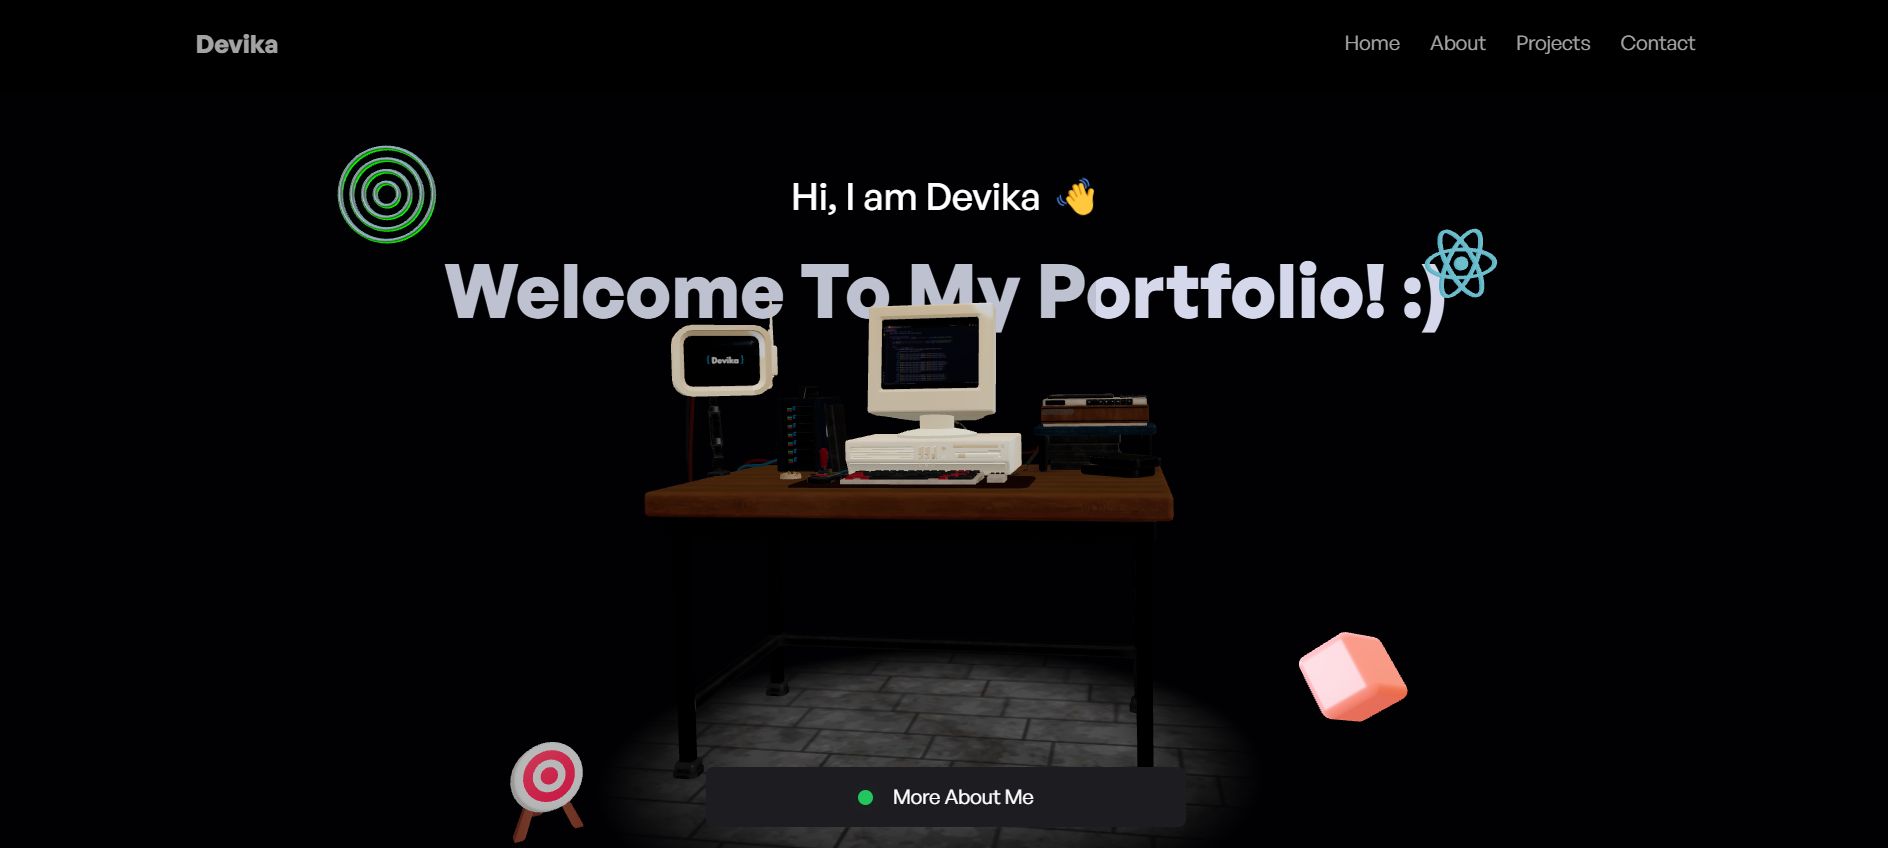 Devika
Home About Projects Contact
Hi, I am Devika 👋
Welcome To My Portfolio! :)
{ Devika }
More About Me